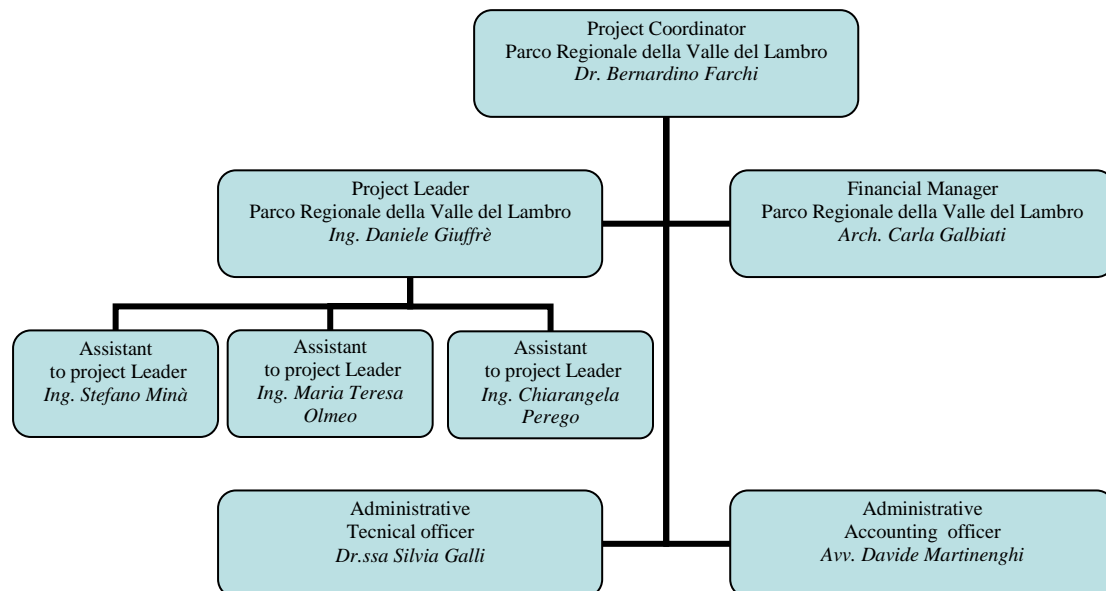 Project Coordinator
Parco Regionale della Valle del Lambro
Dr. Bernardino Farchi
Project Leader
Parco Regionale della Valle del Lambro
Ing. Daniele Giuffrè
Financial Manager
Parco Regionale della Valle del Lambro
Arch. Carla Galbiati
Assistant
to project Leader
Ing. Stefano Minà
Assistant
to project Leader
Ing. Maria Teresa
Olmeo
Assistant
to project Leader
Ing. Chiarangela
Perego
Administrative
Tecnical officer
Dr.ssa Silvia Galli
Administrative
Accounting officer
Avv. Davide Martinenghi